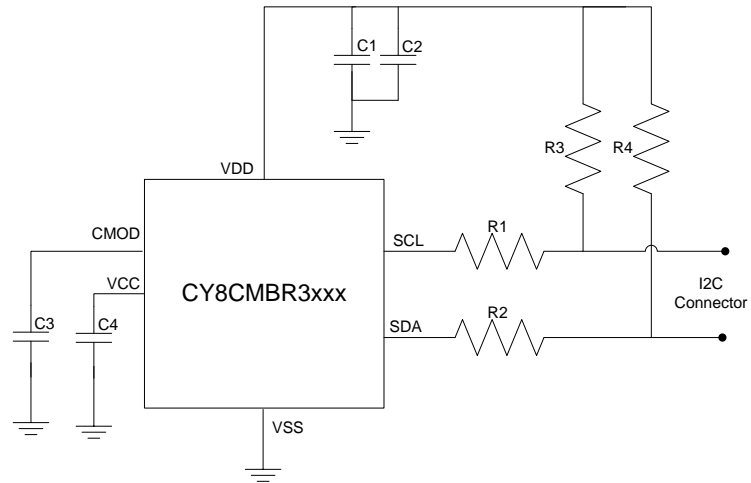 C1
C2
VDD
R3
R4
CMOD
SCL
R1
VCC
CY8CMBR3xxx
I2C
Connector
C3
C4
SDA
R2
VSS